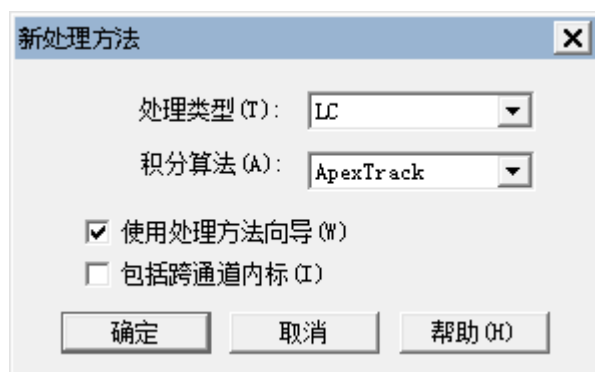 新处理方法
处理类型(T): LC
积分算法(A): ApexTrack
使用处理方法向导(W)
包括跨通道内标(I)
确定 取消 帮助(H)